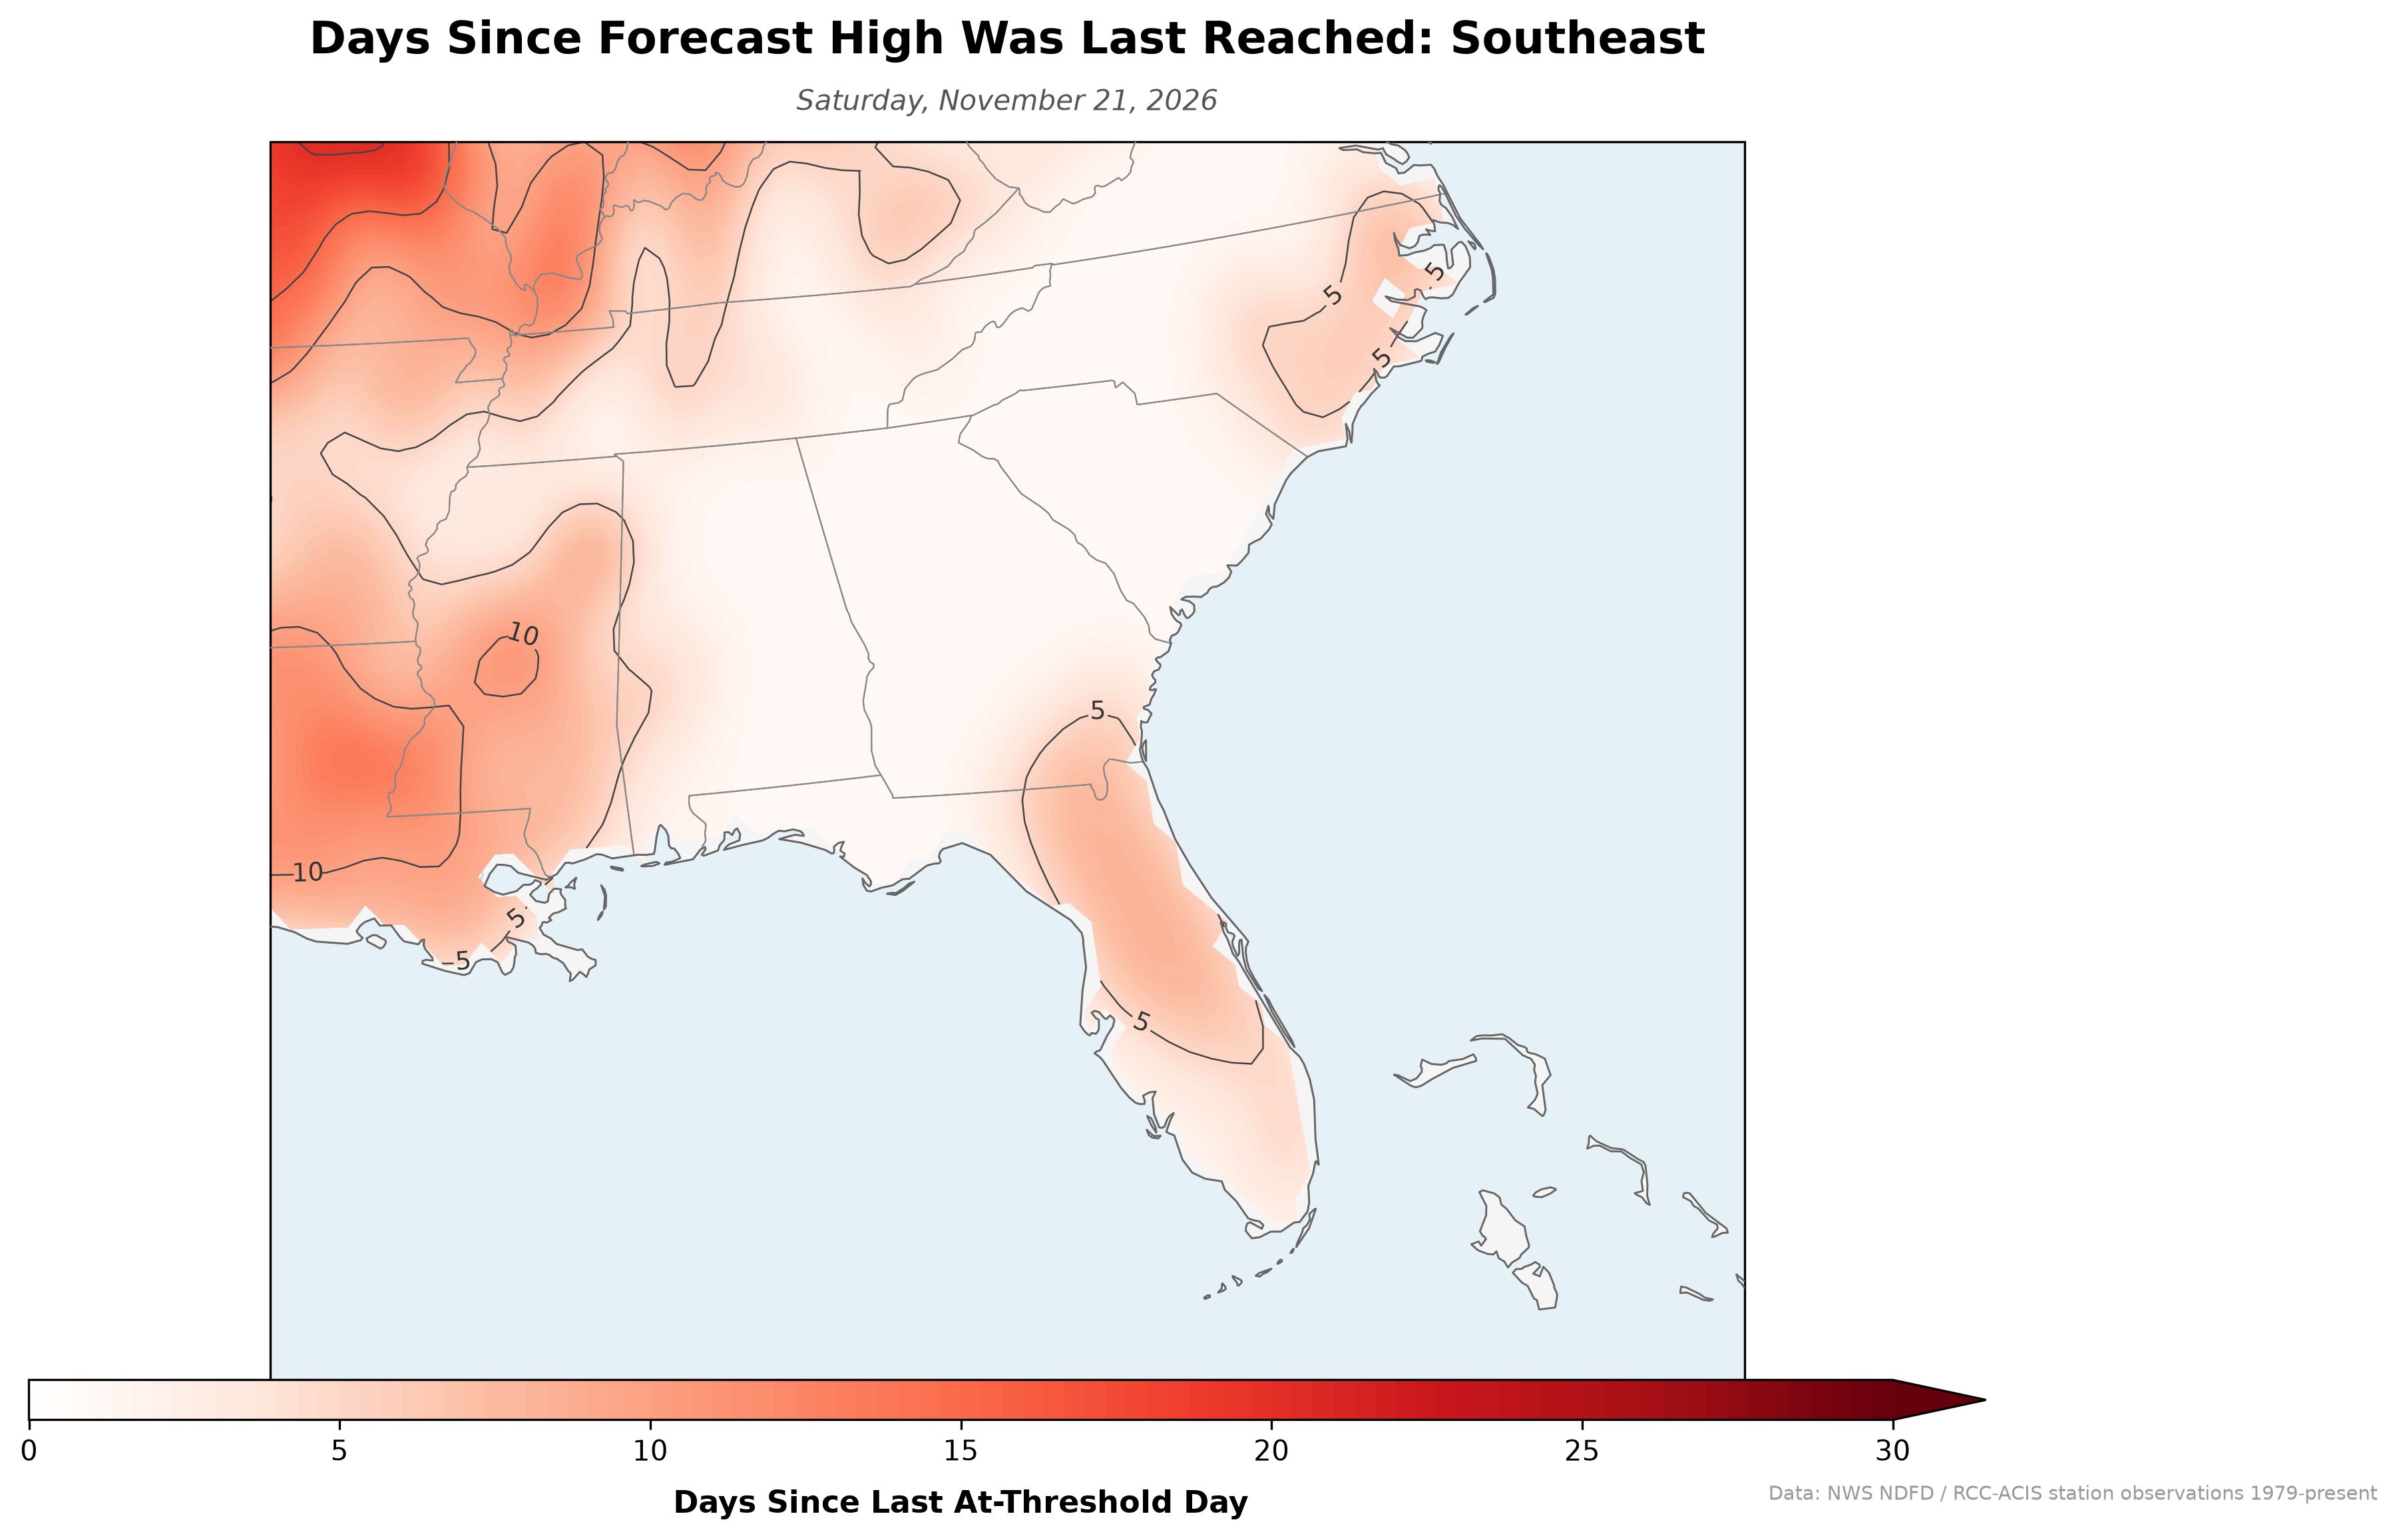 Days Since Forecast High Was Last Reached: Southeast
Saturday, November 21, 2026
5
5
5
10
5
10
5
5
5
0 5 10 15 20 25 30
Days Since Last At-Threshold Day
Data: NWS NDFD / RCC-ACIS station observations 1979-present